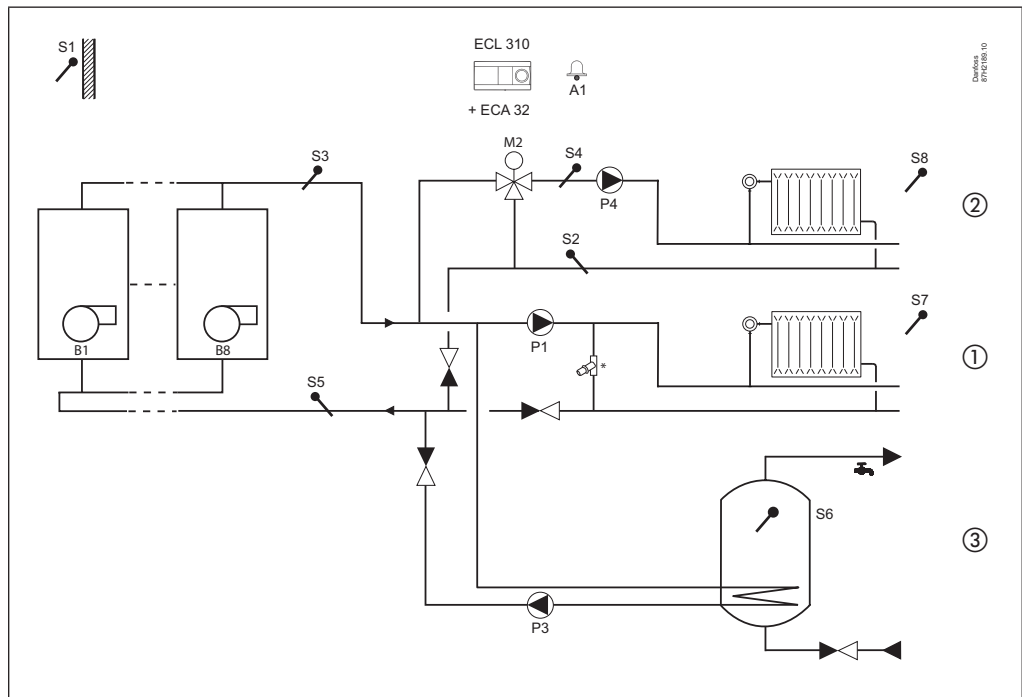 S1
ECL 310
A1
+ ECA 32
Danfoss
87H2189.10
S3
M2
S4
P4
S8
②
S2
B1
B8
P1
S7
*
①
S5
S6
③
P3